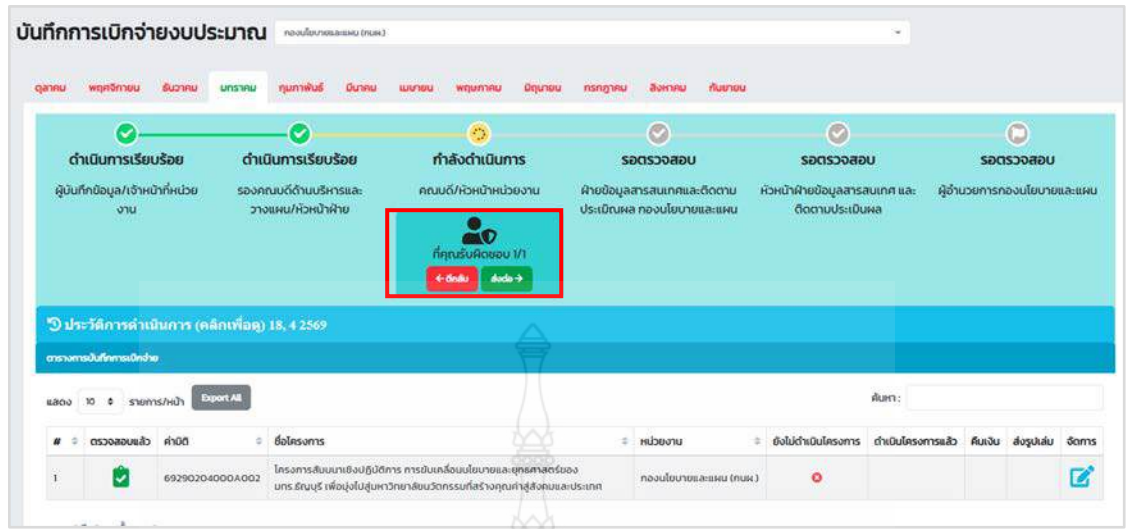 บันทึกการเบิกจ่ายงบประมาณ กองนโยบายและแผน (กนผ.)
ตุลาคม พฤศจิกายน ธันวาคม มกราคม กุมภาพันธ์ มีนาคม เมษายน พฤษภาคม มิถุนายน กรกฎาคม สิงหาคม กันยายน
ดำเนินการเรียบร้อย ดำเนินการเรียบร้อย กำลังดำเนินการ รอตรวจสอบ รอตรวจสอบ รอตรวจสอบ
ผู้บันทึกข้อมูล/เจ้าหน้าที่หน่วย รองคณบดีด้านบริหารและ คณบดี/หัวหน้าหน่วยงาน ฝ่ายข้อมูลสารสนเทศและติดตาม หัวหน้าฝ่ายข้อมูลสารสนเทศ และ ผู้อำนวยการกองนโยบายและแผน
งาน วางแผน/หัวหน้าฝ่าย ประเมิณผล กองนโยบายและแผน ติดตามประเมินผล
ที่คุณรับผิดชอบ 1/1
← ตีกลับ ส่งต่อ →
ประวัติการดำเนินการ (คลิกเพื่อดู) 18, 4 2569
ตารางการบันทึกการเบิกจ่าย
แสดง 10 รายการ/หน้า Export All ค้นหา :
# ตรวจสอบแล้ว คำมิติ ชื่อโครงการ หน่วยงาน ยังไม่ดำเนินโครงการ ดำเนินโครงการแล้ว คืนเงิน ส่งรูปเล่ม จัดการ
1 69290204000A002 โครงการสัมมนาเชิงปฏิบัติการ การขับเคลื่อนนโยบายและยุทธศาสตร์ของ กองนโยบายและแผน (กนผ.)
มทร.ธัญบุรี เพื่อมุ่งไปสู่มหาวิทยาลัยนวัตกรรมที่สร้างคุณค่าสู่สังคมและประเทศ